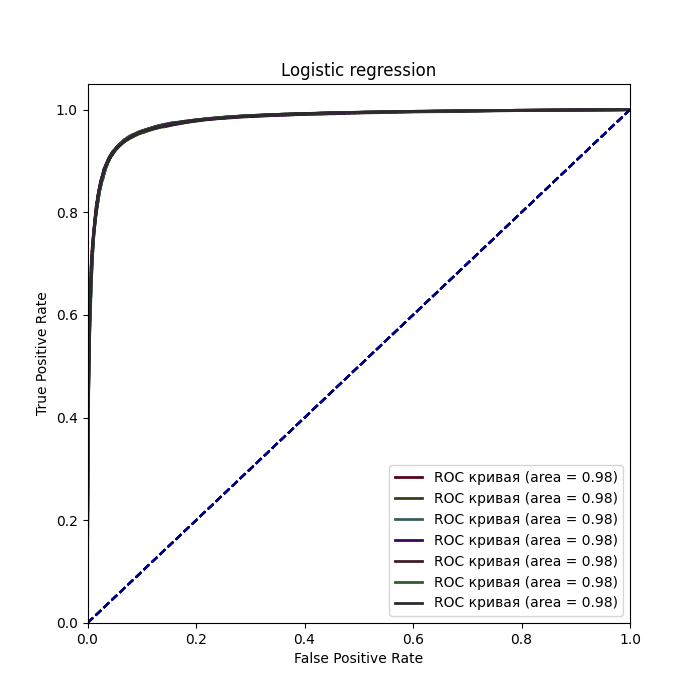 Logistic regression
1.0
0.8
0.6
0.4
0.2
0.0
True Positive Rate
ROC кривая (area = 0.98)
ROC кривая (area = 0.98)
ROC кривая (area = 0.98)
ROC кривая (area = 0.98)
ROC кривая (area = 0.98)
ROC кривая (area = 0.98)
ROC кривая (area = 0.98)
0.0 0.2 0.4 0.6 0.8 1.0
False Positive Rate